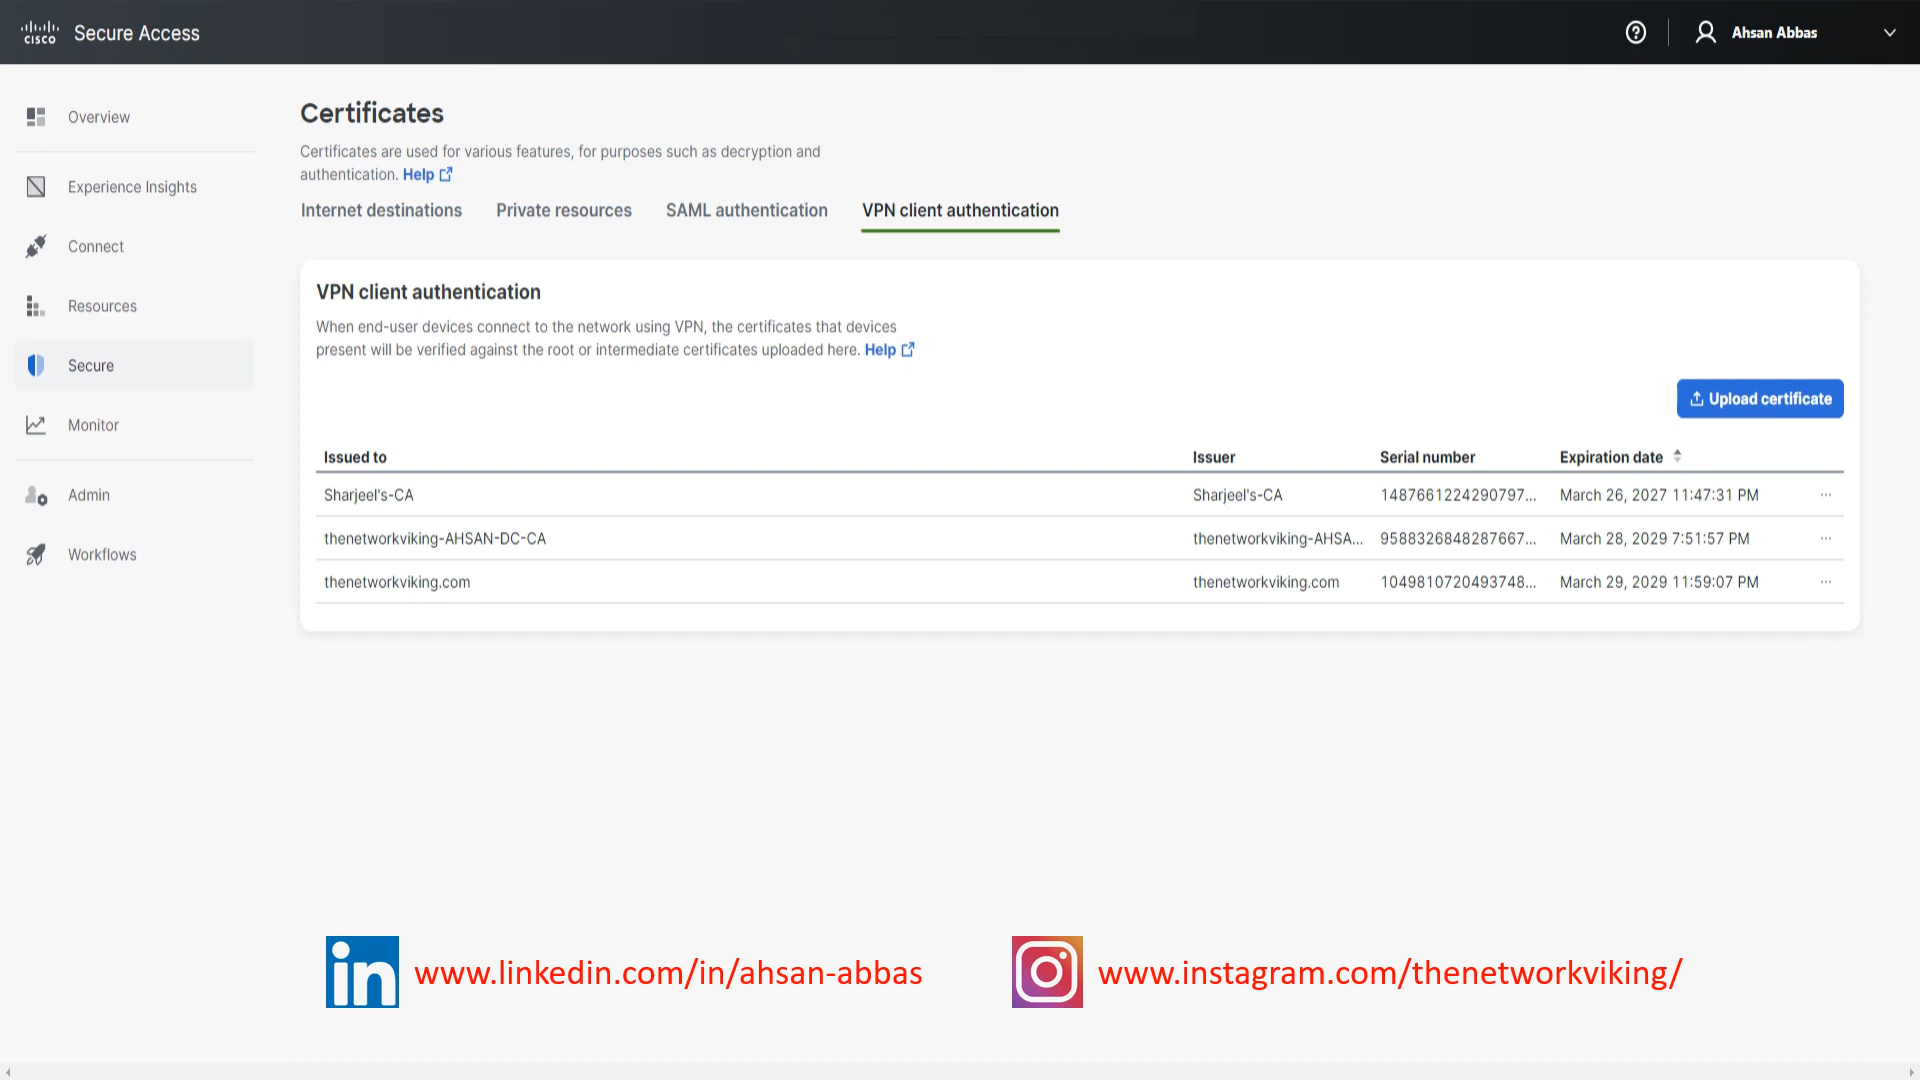 CISCO
Secure Access
Ahsan Abbas
Overview
Experience Insights
Connect
Resources
Secure
Monitor
Admin
Workflows
Certificates
Certificates are used for various features, for purposes such as decryption and
authentication. Help
Internet destinations
Private resources
SAML authentication
VPN client authentication
VPN client authentication
When end-user devices connect to the network using VPN, the certificates that devices
present will be verified against the root or intermediate certificates uploaded here. Help
Upload certificate
Issued to Issuer Serial number Expiration date
Sharjeel's-CA Sharjeel's-CA 1487661224290797... March 26, 2027 11:47:31 PM ...
thenetworkviking-AHSAN-DC-CA thenetworkviking-AHSA... 9588326848287667... March 28, 2029 7:51:57 PM ...
thenetworkviking.com thenetworkviking.com 1049810720493748... March 29, 2029 11:59:07 PM ...
in www.linkedin.com/in/ahsan-abbas
www.instagram.com/thenetworkviking/